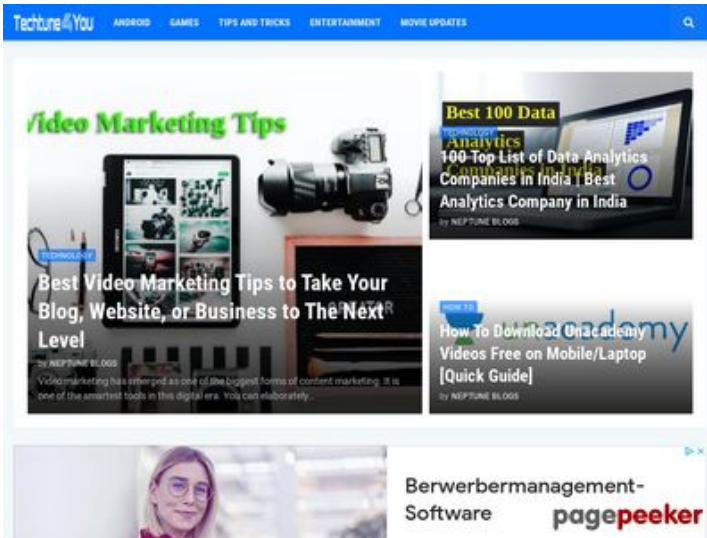 Techtune4You
ANDROID GAMES TIPS AND TRICKS ENTERTAINMENT MOVIE UPDATES
Video Marketing Tips
TECHNOLOGY
Best Video Marketing Tips to Take Your
Blog, Website, or Business to The Next
Level
by NEPTUNE BLOGS
Video marketing has emerged as one of the biggest forms of content marketing. It is
one of the smartest tools in this digital era. You can elaborately...
Best 100 Data
Analytics
Companies in India
TECHNOLOGY
100 Top List of Data Analytics
Companies in India | Best
Analytics Company in India
by NEPTUNE BLOGS
HOW TO
unacademy
How To Download Unacademy
Videos Free on Mobile/Laptop
[Quick Guide]
by NEPTUNE BLOGS
Berwerbermanagement-
Software
pagepeeker